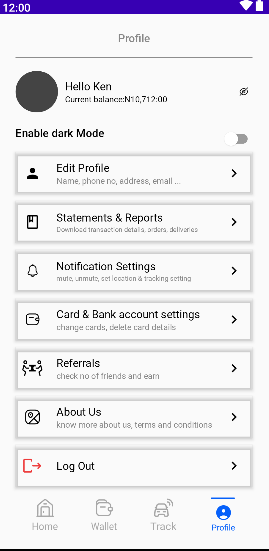 12:00
Profile
Hello Ken
Current balance:N10,712:00
Enable dark Mode
Edit Profile
Name, phone no, address, email ...
Statements & Reports
Download transaction details, orders, deliveries
Notification Settings
mute, unmute, set location & tracking setting
Card & Bank account settings
change cards, delete card details
Referrals
check no of friends and earn
About Us
know more about us, terms and conditions
Log Out
Home
Wallet
Track
Profile